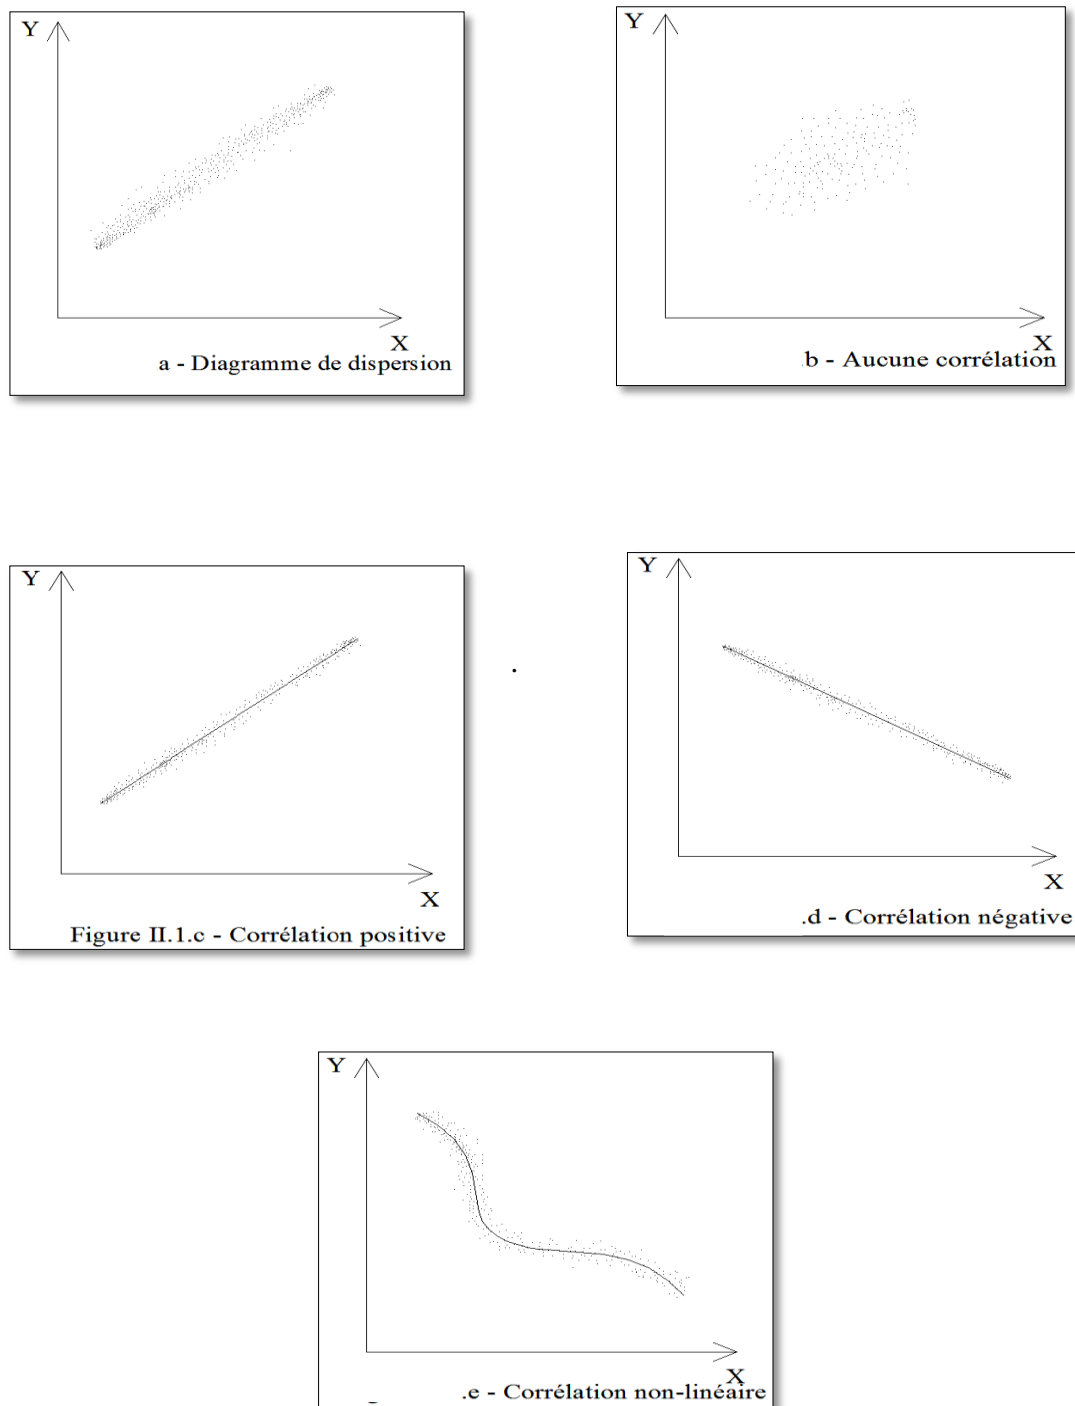 Y
X
a - Diagramme de dispersion
Y
X
.b - Aucune corrélation
Y
X
Figure II.1.c - Corrélation positive
Y
X
.d - Corrélation négative
Y
X
.e - Corrélation non-linéaire